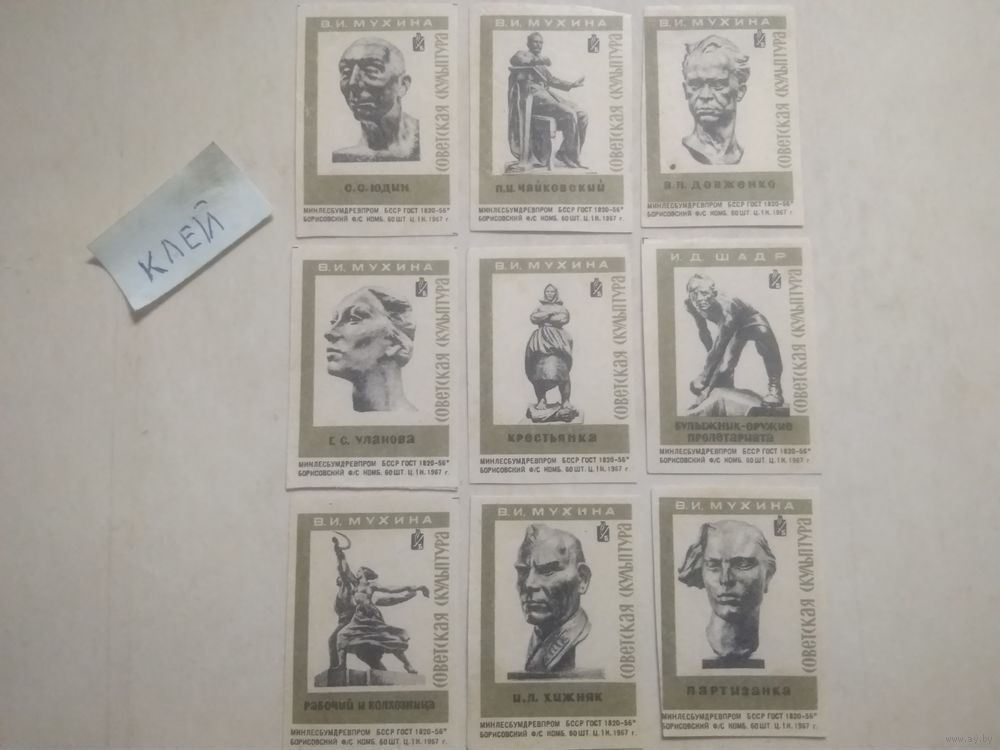 В.И. МУХИНА
СОВЕТСКАЯ СКУЛЬПТУРА
С.С. ЮДИН
МИНЛЕСБУМДРЕВПРОМ БССР ГОСТ 1820-56*
БОРИСОВСКИЙ Ф/С КОМБ. 60 ШТ. Ц. 1 К. 1967 г.
В.И. МУХИНА
СОВЕТСКАЯ СКУЛЬПТУРА
П.И. ЧАЙКОВСКИЙ
МИНЛЕСБУМДРЕВПРОМ БССР ГОСТ 1820-56*
БОРИСОВСКИЙ Ф/С КОМБ. 60 ШТ. Ц. 1 К. 1967 г.
В.И. МУХИНА
СОВЕТСКАЯ СКУЛЬПТУРА
А.П. ДОВЖЕНКО
МИНЛЕСБУМДРЕВПРОМ БССР ГОСТ 1820-56*
БОРИСОВСКИЙ Ф/С КОМБ. 60 ШТ. Ц. 1 К. 1967 г.
КЛЕЙ
В.И. МУХИНА
СОВЕТСКАЯ СКУЛЬПТУРА
Г.С. УЛАНОВА
МИНЛЕСБУМДРЕВПРОМ БССР ГОСТ 1820-56*
БОРИСОВСКИЙ Ф/С КОМБ. 60 ШТ. Ц. 1 К. 1967 г.
В.И. МУХИНА
СОВЕТСКАЯ СКУЛЬПТУРА
КРЕСТЬЯНКА
МИНЛЕСБУМДРЕВПРОМ БССР ГОСТ 1820-56*
БОРИСОВСКИЙ Ф/С КОМБ. 60 ШТ. Ц. 1 К. 1967 г.
И.Д. ШАДР
СОВЕТСКАЯ СКУЛЬПТУРА
БУЛЫЖНИК-ОРУЖИЕ
ПРОЛЕТАРИАТА
МИНЛЕСБУМДРЕВПРОМ БССР ГОСТ 1820-56*
БОРИСОВСКИЙ Ф/С КОМБ. 60 ШТ. Ц. 1 К. 1967 г.
В.И. МУХИНА
СОВЕТСКАЯ СКУЛЬПТУРА
РАБОЧИЙ И КОЛХОЗНИЦА
МИНЛЕСБУМДРЕВПРОМ БССР ГОСТ 1820-56*
БОРИСОВСКИЙ Ф/С КОМБ. 60 ШТ. Ц. 1 К. 1967 г.
В.И. МУХИНА
СОВЕТСКАЯ СКУЛЬПТУРА
И.Л. ХИЖНЯК
МИНЛЕСБУМДРЕВПРОМ БССР ГОСТ 1820-56*
БОРИСОВСКИЙ Ф/С КОМБ. 60 ШТ. Ц. 1 К. 1967 г.
В.И. МУХИНА
СОВЕТСКАЯ СКУЛЬПТУРА
ПАРТИЗАНКА
МИНЛЕСБУМДРЕВПРОМ БССР ГОСТ 1820-56*
БОРИСОВСКИЙ Ф/С КОМБ. 60 ШТ. Ц. 1 К. 1967 г.
www.ay.by